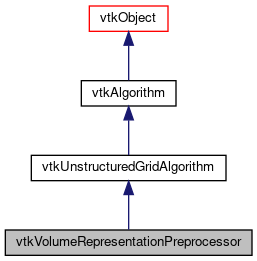 vtkObject
vtkAlgorithm
vtkUnstructuredGridAlgorithm
vtkVolumeRepresentationPreprocessor